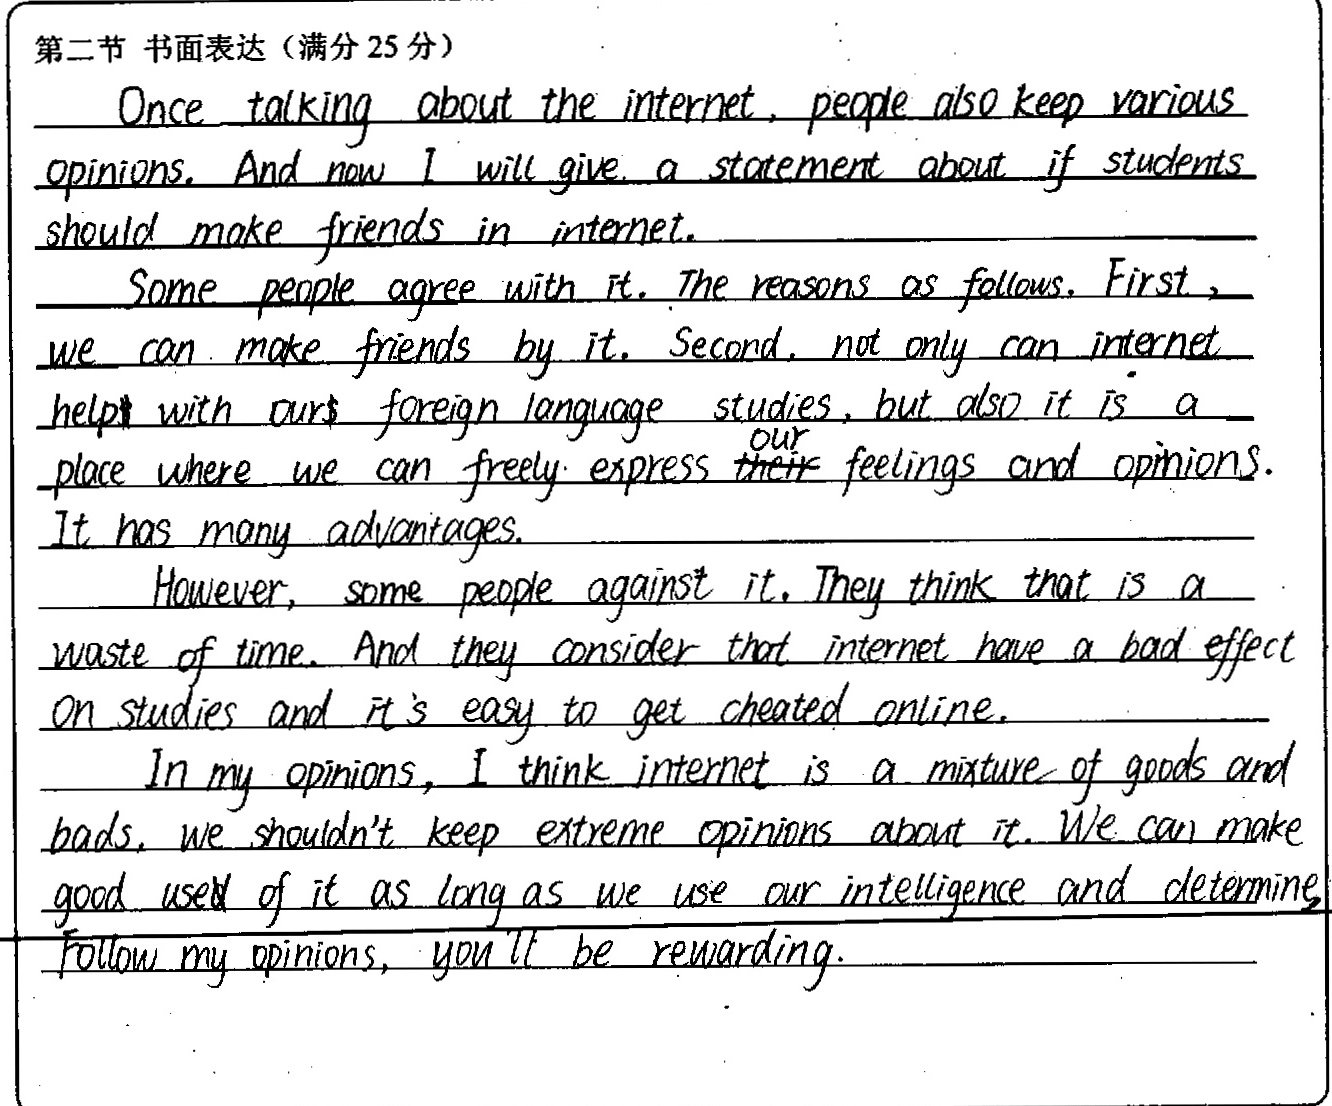 第二节 书面表达（满分 25 分）
Once talking about the internet, people also keep various
opinions. And now I will give a statement about if students
should make friends in internet.
Some people agree with it. The reasons as follows. First,
we can make friends by it. Second, not only can internet
help with our foreign language studies, but also it is a
our
place where we can freely express their feelings and opinions.
It has many advantages.
However, some people against it. They think that is a
waste of time. And they consider that internet have a bad effect
on studies and it's easy to get cheated online.
In my opinions, I think internet is a mixture of goods and
bads. We shouldn't keep extreme opinions about it. We can make
good use of it as long as we use our intelligence and determine,
Follow my opinions, you'll be rewarding.